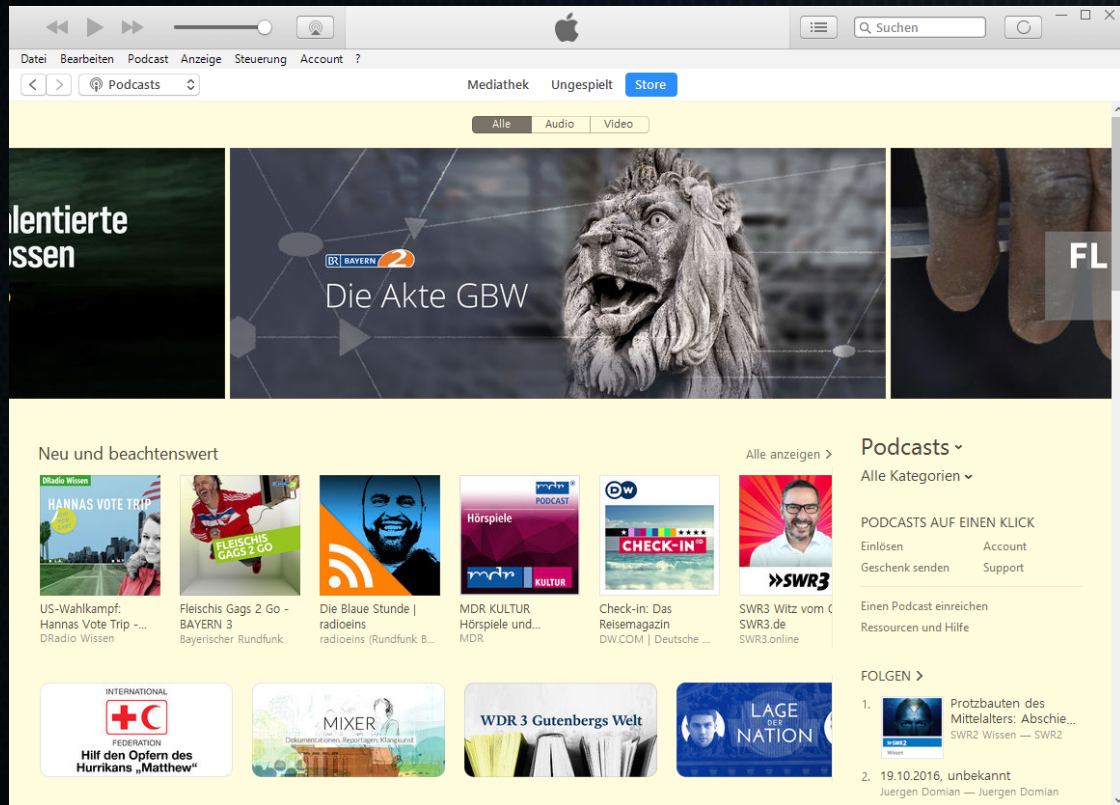 Suchen
Datei Bearbeiten Podcast Anzeige Steuerung Account ?
Podcasts
Mediathek Ungespielt Store
Alle Audio Video
alentierte
ossen
BR BAYERN 2
Die Akte GBW
FL
Neu und beachtenswert
Alle anzeigen >
DRadio Wissen
HANNAS VOTE TRIP
FLEISCHIS
GAGS 2 GO
mdr
PODCAST
Hörspiele
mdr KULTUR
DW
CHECK-IN
SWR3
US-Wahlkampf:
Hannas Vote Trip -...
DRadio Wissen
Fleischis Gags 2 Go -
BAYERN 3
Bayerischer Rundfunk
Die Blaue Stunde |
radioeins
radioeins (Rundfunk B...
MDR KULTUR
Hörspiele und...
MDR
Check-in: Das
Reisemagazin
DW.COM | Deutsche ...
SWR3 Witz vom
SWR3.de
SWR3.online
INTERNATIONAL
FEDERATION
Hilf den Opfern des
Hurrikans „Matthew“
MIXER
Dokumentationen, Reportagen, Klangkunst
WDR 3 Gutenbergs Welt
LAGE
DER
NATION
Podcasts
Alle Kategorien
PODCASTS AUF EINEN KLICK
Einlösen Account
Geschenk senden Support
Einen Podcast einreichen
Ressourcen und Hilfe
FOLGEN >
1. Protzbauten des
Mittelalters: Abschie...
SWR2 Wissen — SWR2
SWR2
Wissen
2. 19.10.2016, unbekannt
Juergen Domian — Juergen Domian